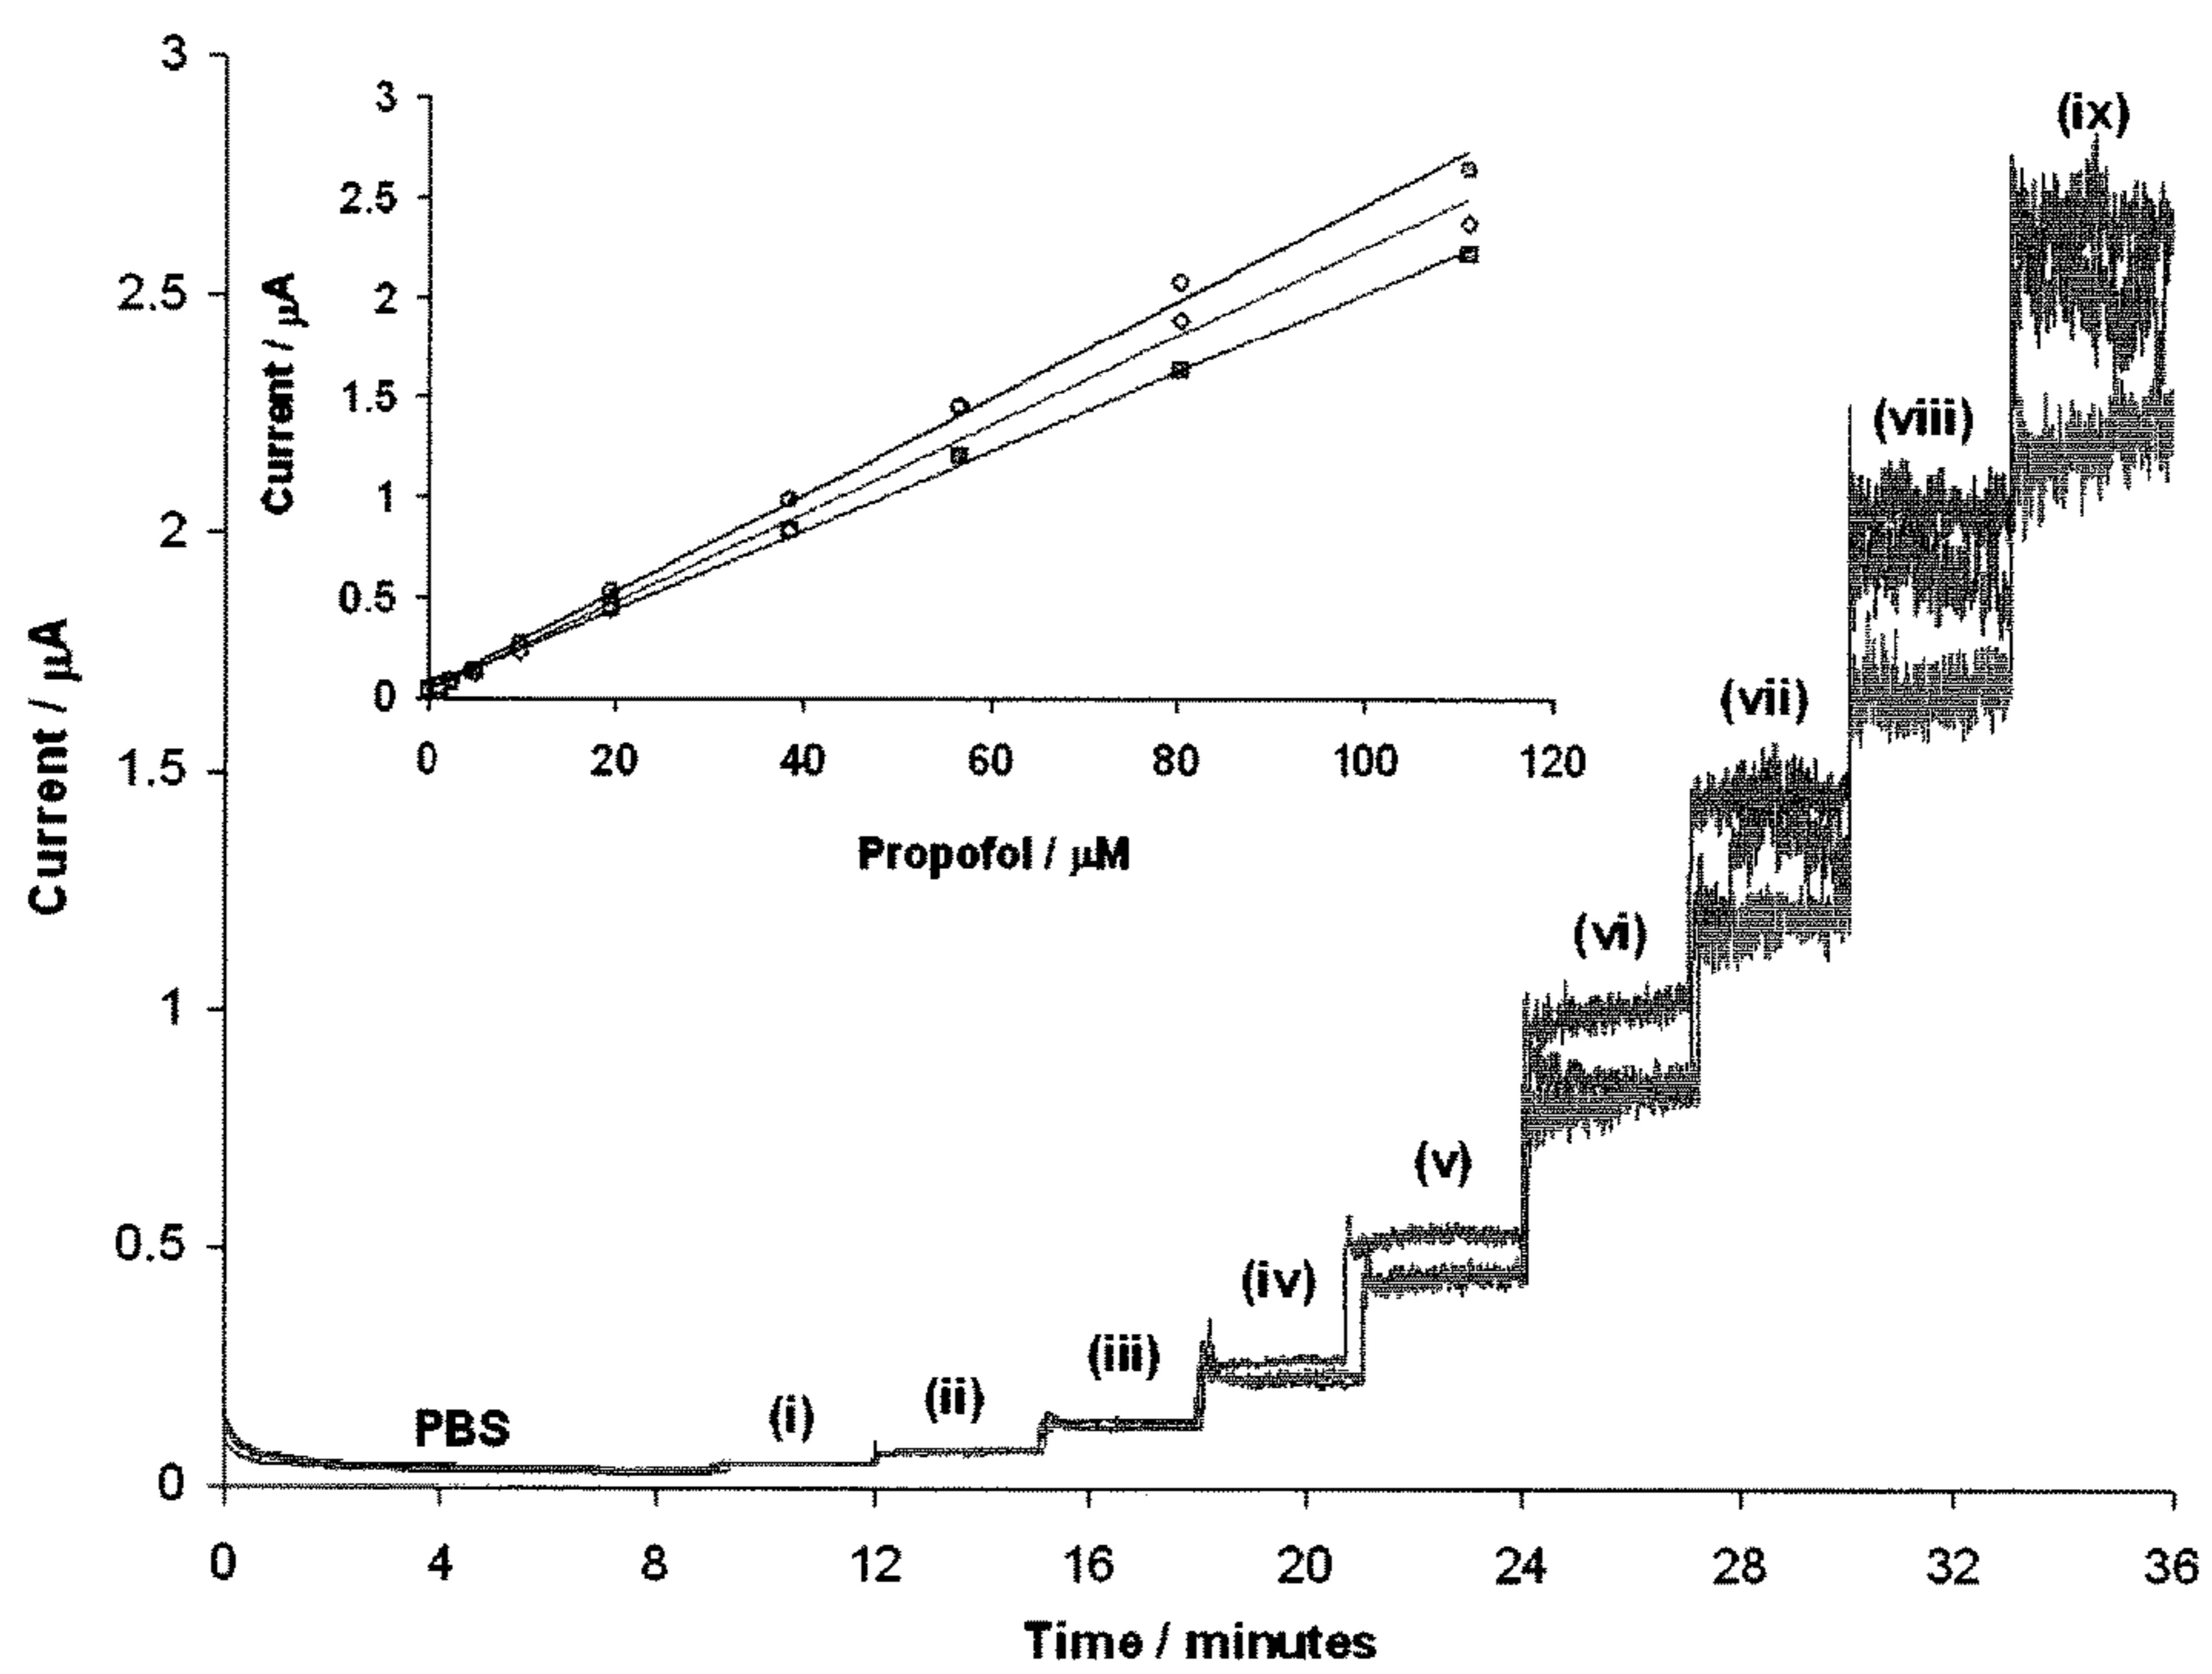 3
2.5
2
1.5
1
0.5
0
Current / μA
0
4
8
12
16
20
24
28
32
36
Time / minutes
3
2.5
2
1.5
1
0.5
0
Current / μA
0
20
40
60
80
100
120
Propofol / μM
PBS
(i)
(ii)
(iii)
(iv)
(v)
(vi)
(vii)
(viii)
(ix)